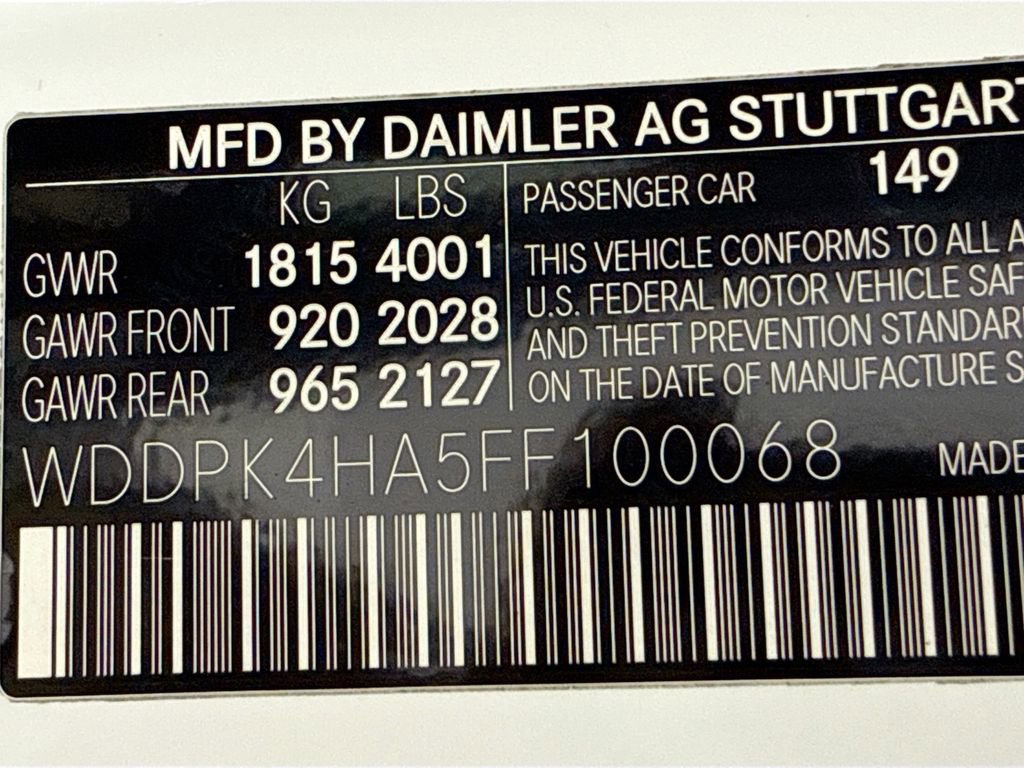 MFD BY DAIMLER AG STUTTGART
KG LBS
GVWR 1815 4001
GAWR FRONT 920 2028
GAWR REAR 965 2127
PASSENGER CAR 149
THIS VEHICLE CONFORMS TO ALL A
U.S. FEDERAL MOTOR VEHICLE SAF
AND THEFT PREVENTION STANDAR
ON THE DATE OF MANUFACTURE S
WDDPK4HA5FF100068
MADE